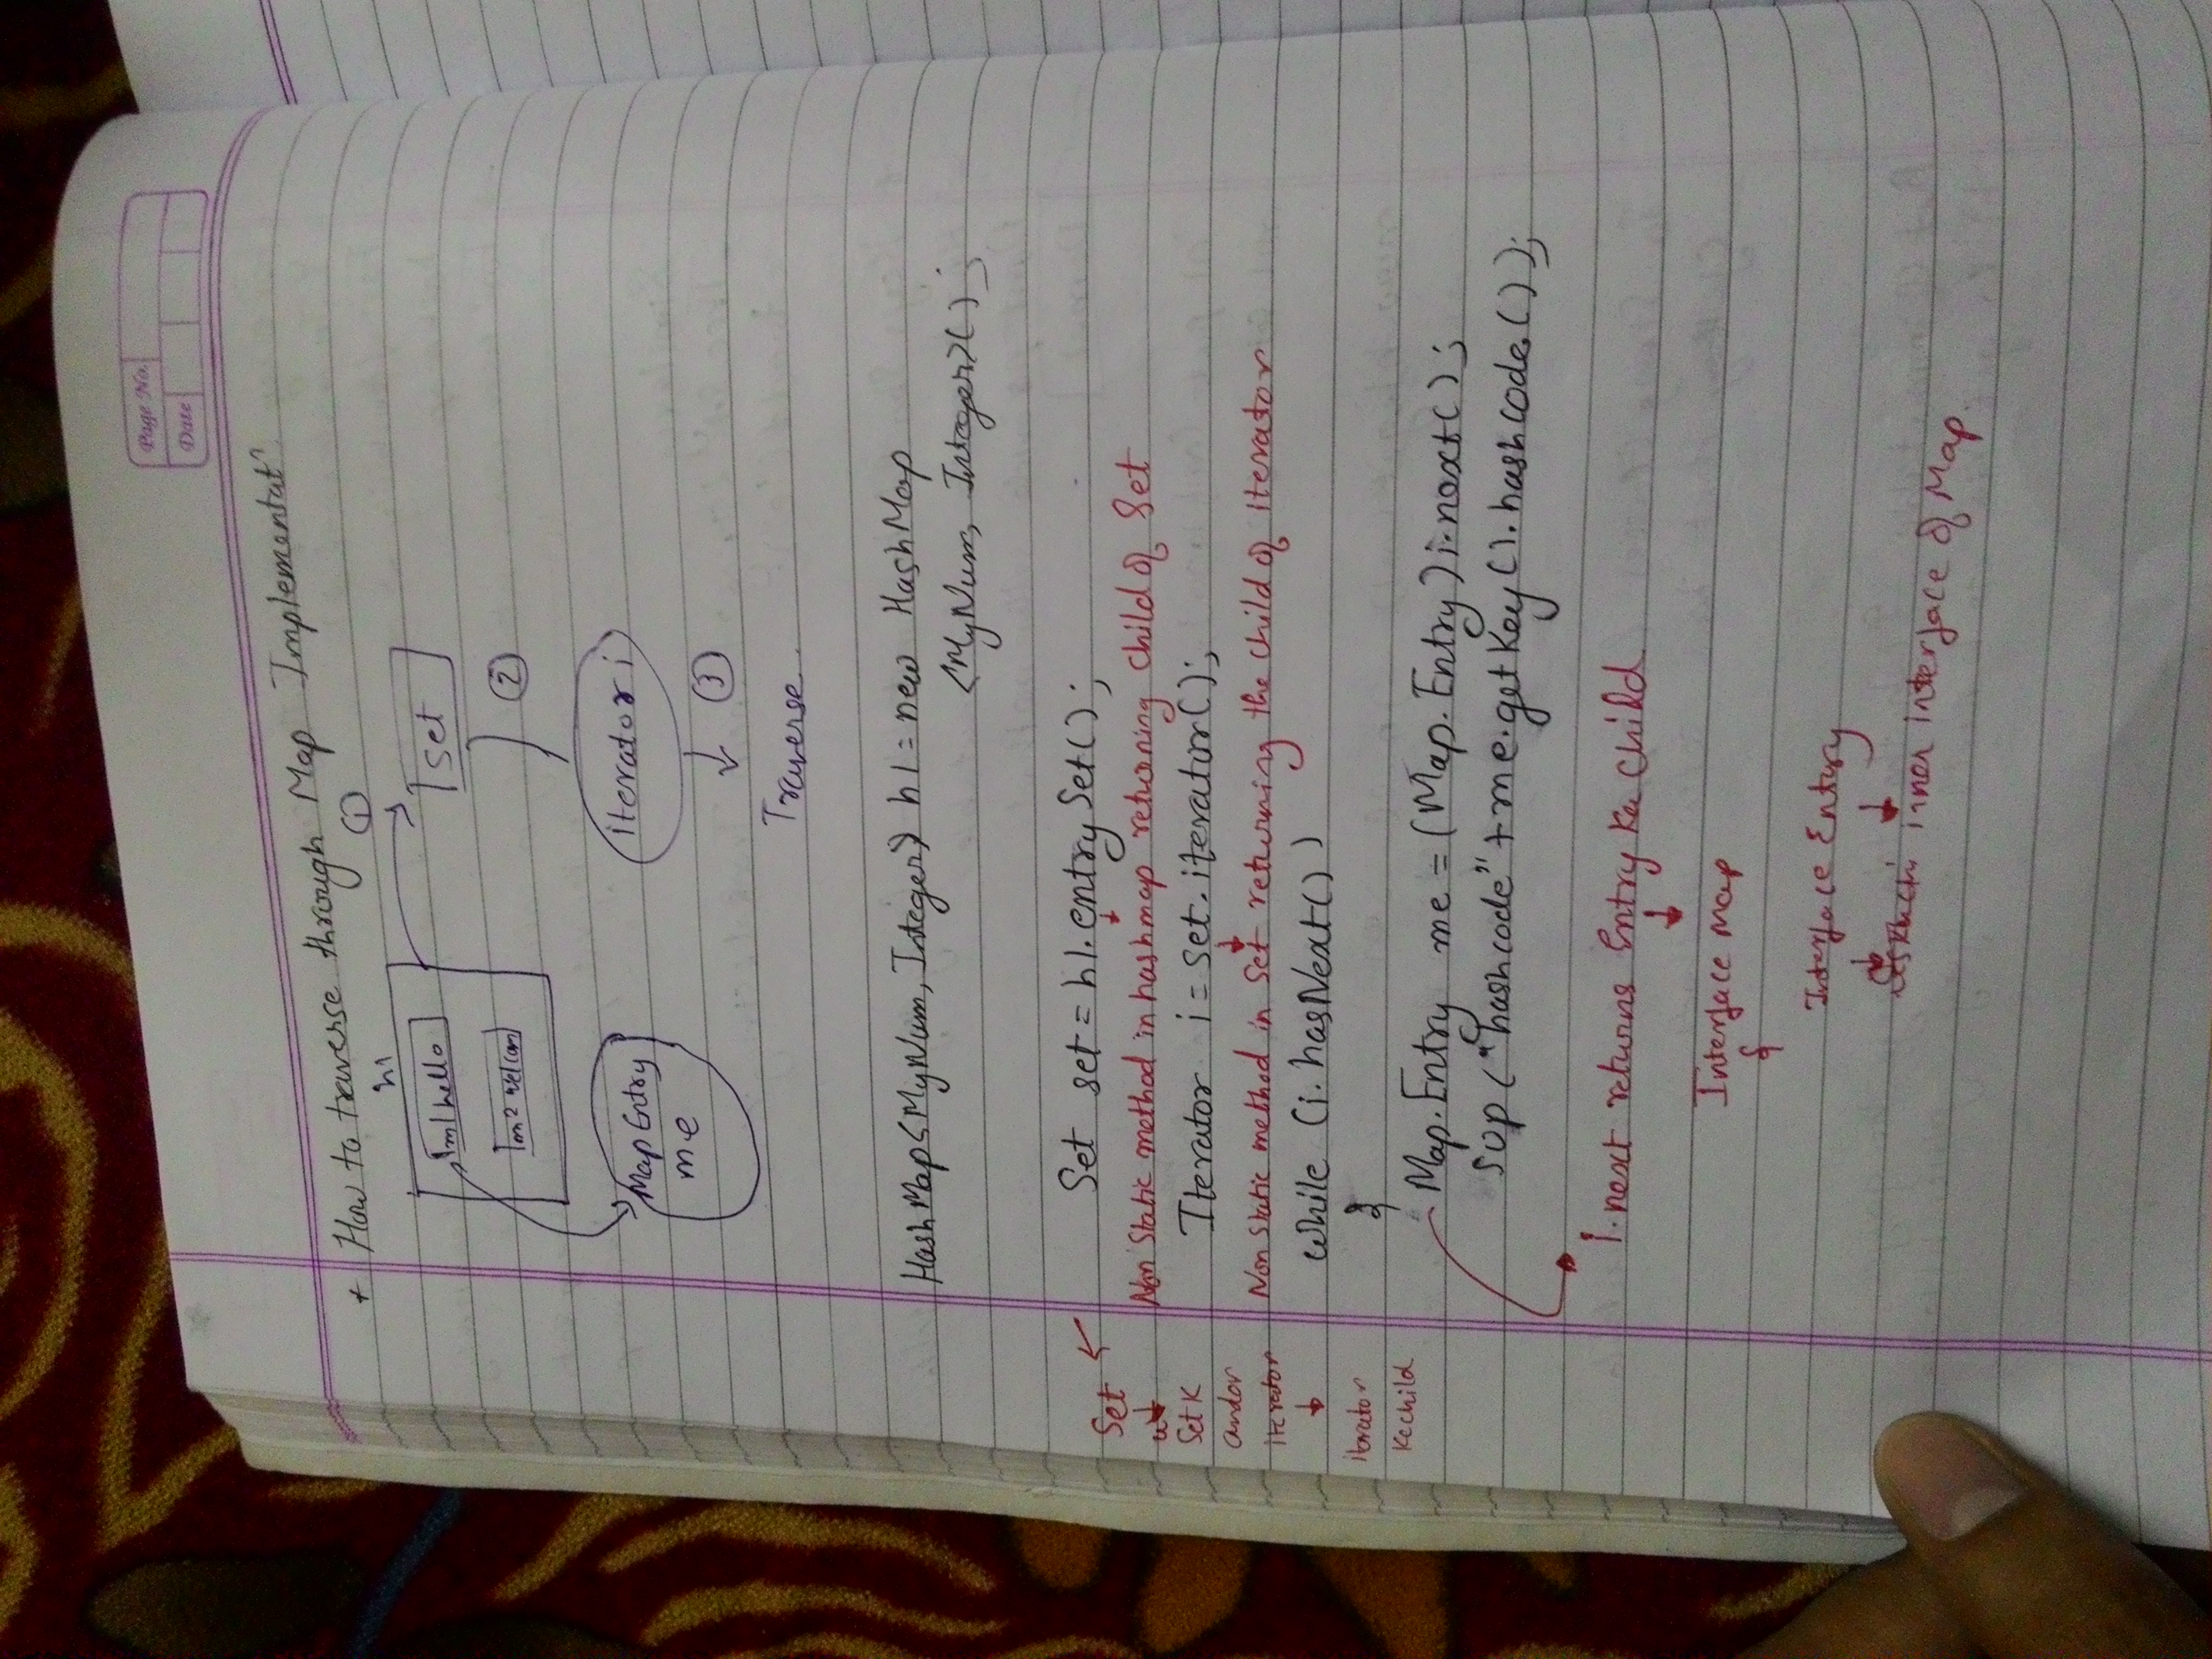 Page No.
Date
+ How to traverse through Map Implementatⁿ
h1
①
m1 hello
set
m2 welcom
②
Map Entry
me
iterator i
③
Traverse
HashMap<MyNum, Integer> h1 = new HashMap
<MyNum, Integer>();
Set set = h1.entrySet();
Set
Non Static method in hashmap returning child of Set
Set K
Iterator i = set.iterator();
andar
Non Static method in Set returning the child of Iterator
iterator
while (i.hasNext())
iterator
{
Ke child
Map.Entry me = (Map.Entry)i.next();
sop("hashcode"+me.getKey().hashcode());
I.next returns Entry Ka child
Interface Map
{
Interface Entry
inner interface of Map.